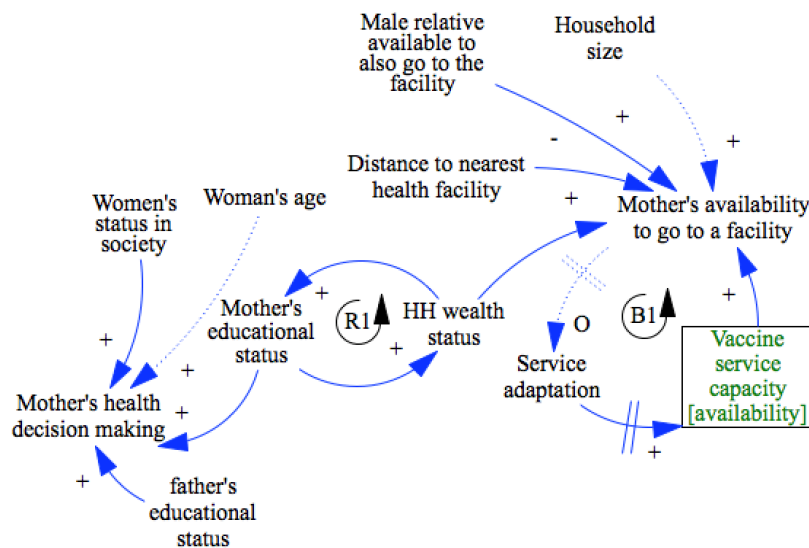 Male relative
available to
also go to the
facility
Household
size
+
+
-
Distance to nearest
health facility
+
Mother's availability
to go to a facility
Women's
status in
society
Woman's age
Mother's
educational
status
+
R1
+
HH wealth
status
O
B1
+
Service
adaptation
Vaccine
service
capacity
[availability]
+
+
+
+
Mother's health
decision making
+
father's
educational
status